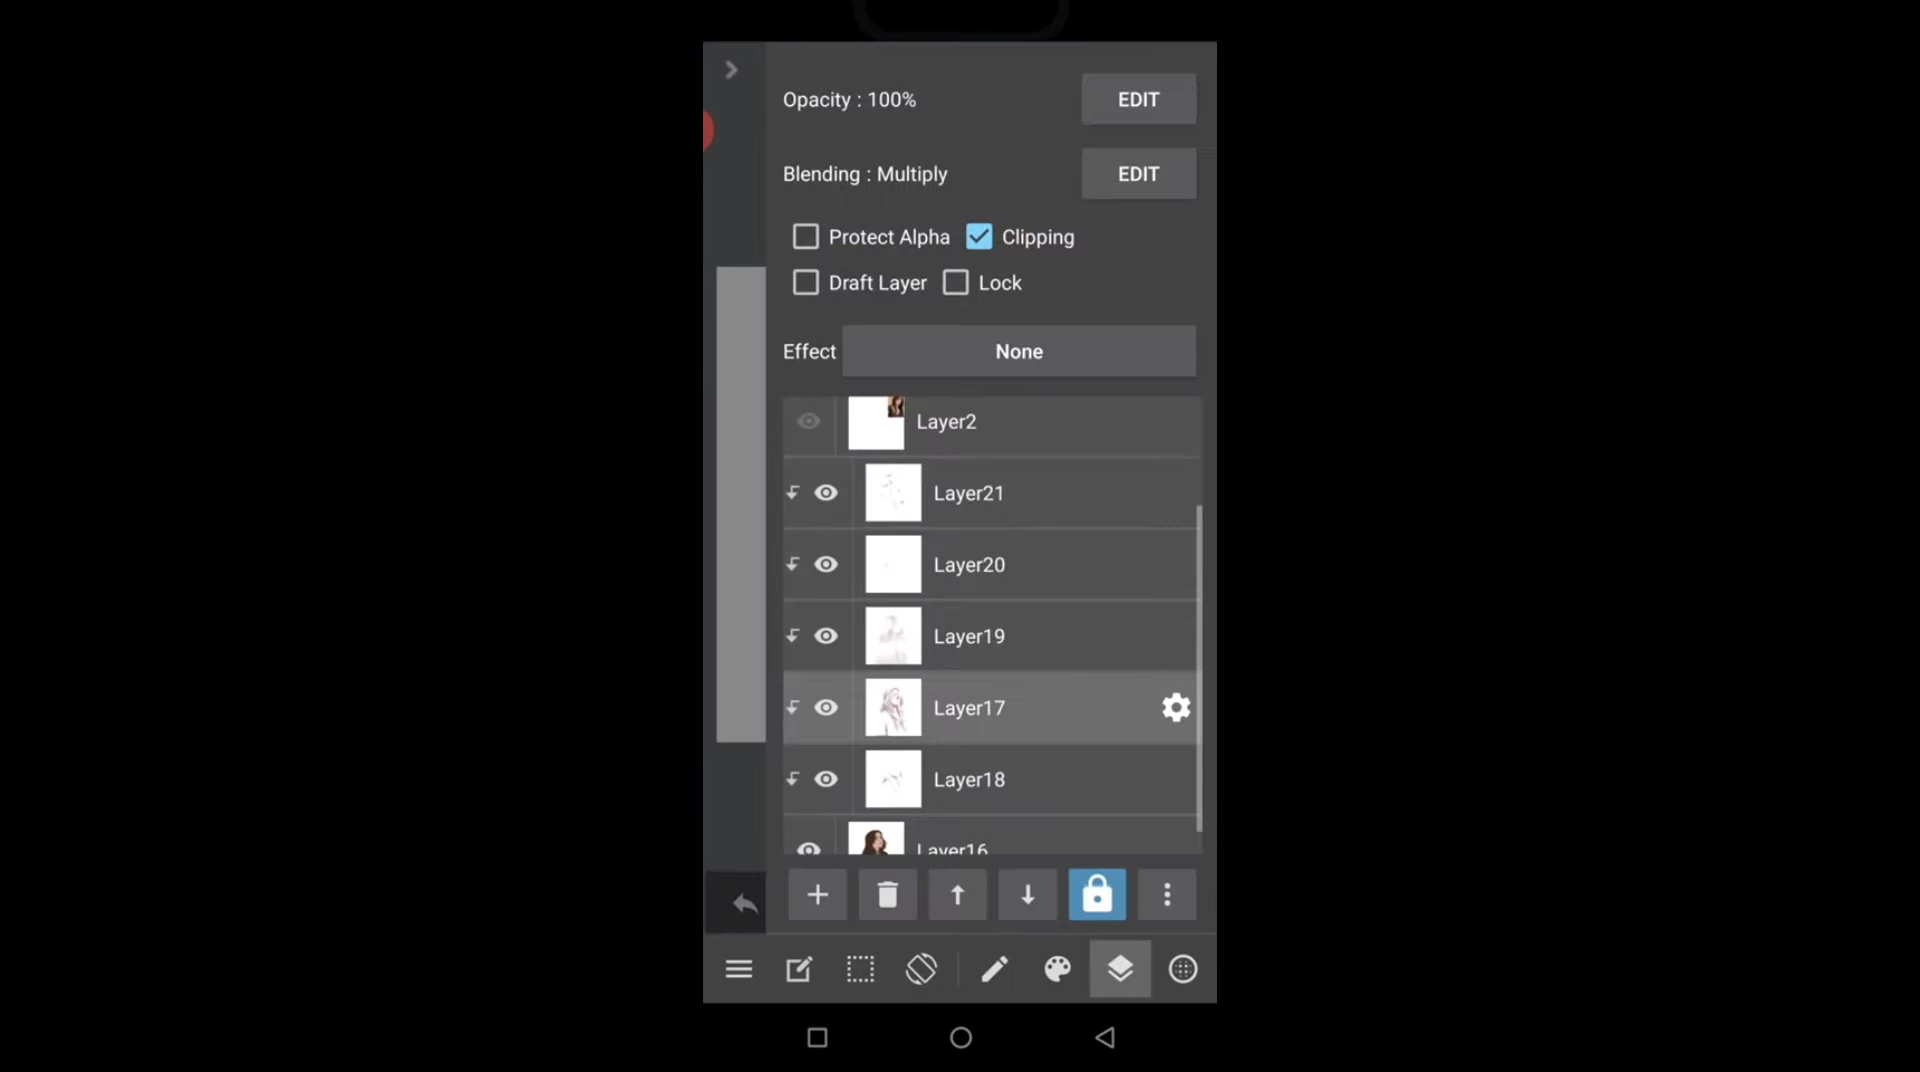 Opacity : 100%
EDIT
Blending : Multiply
EDIT
Protect Alpha
Clipping
Draft Layer
Lock
Effect
None
Layer2
Layer21
Layer20
Layer19
Layer17
Layer18
Layer16